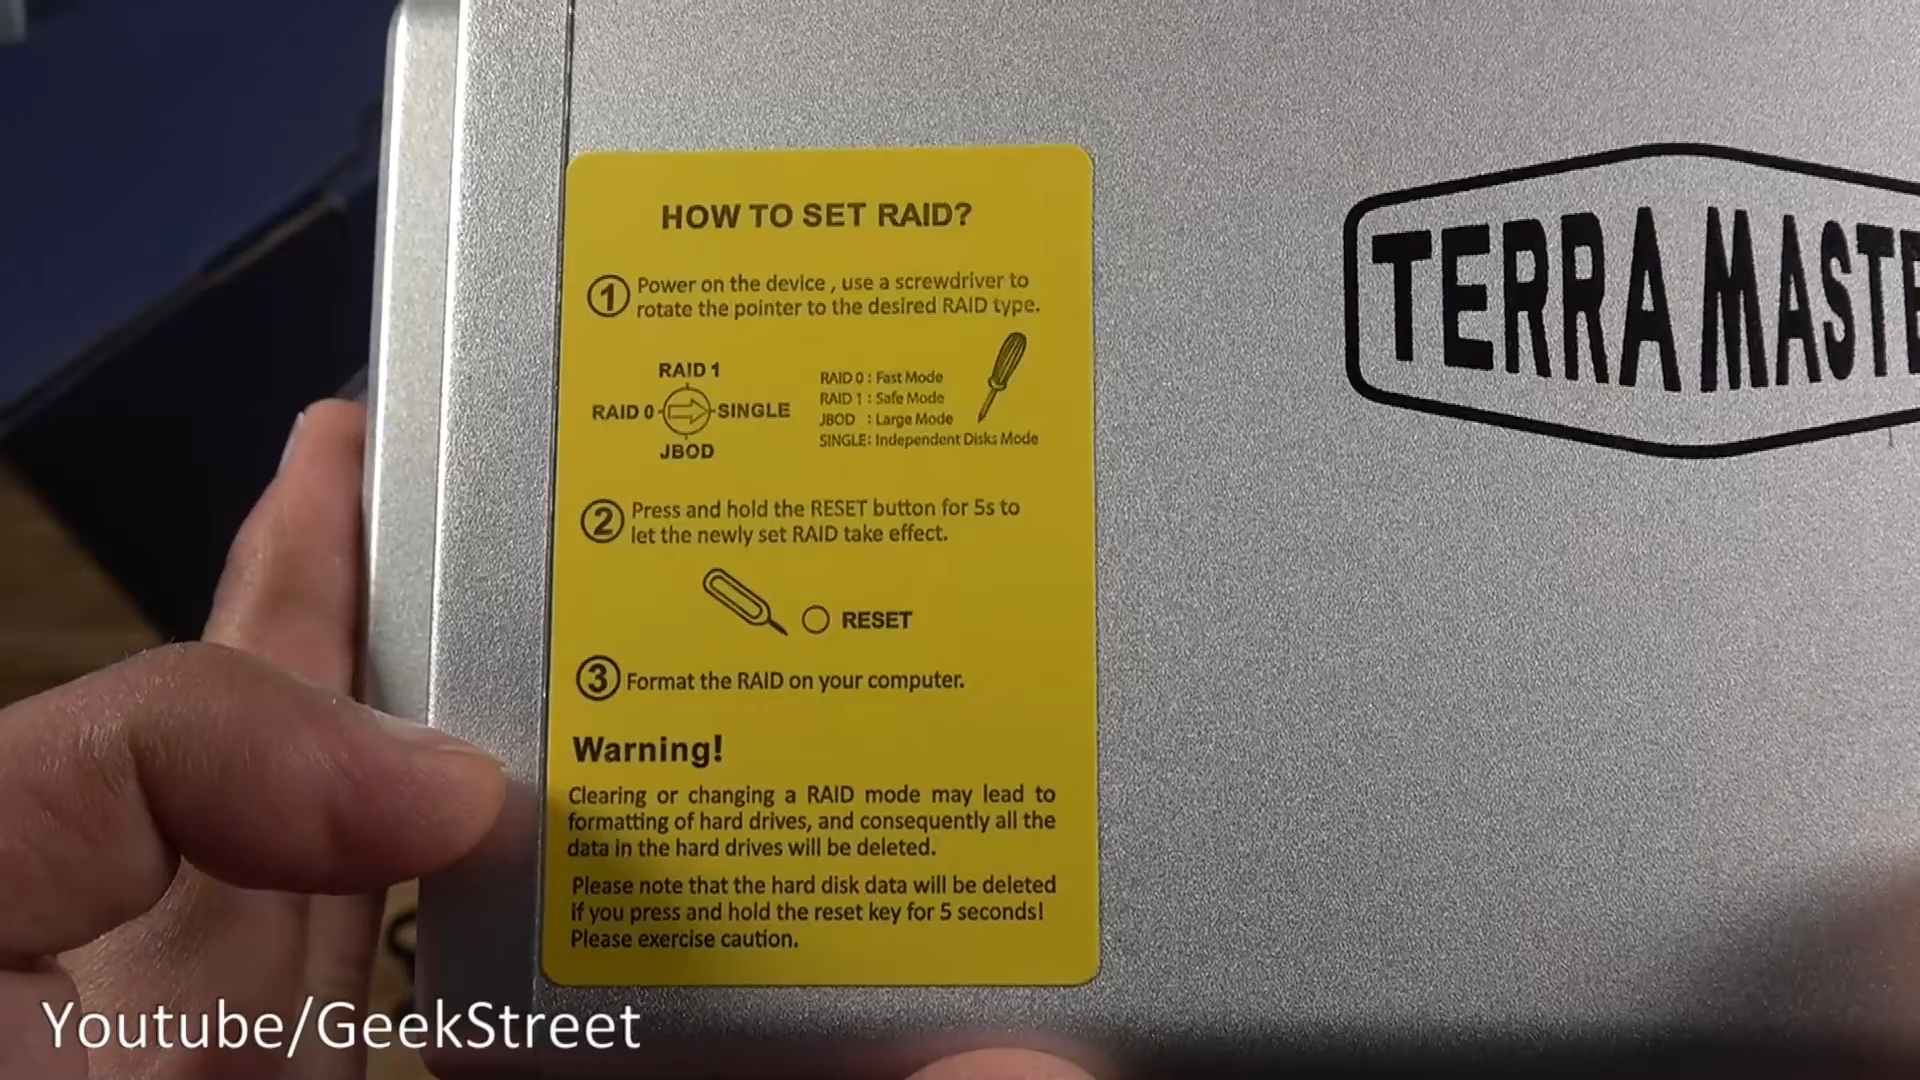 HOW TO SET RAID?
1 Power on the device , use a screwdriver to
rotate the pointer to the desired RAID type.
RAID 1
RAID 0
SINGLE
JBOD
RAID 0 : Fast Mode
RAID 1 : Safe Mode
JBOD : Large Mode
SINGLE: Independent Disks Mode
2 Press and hold the RESET button for 5s to
let the newly set RAID take effect.
RESET
3 Format the RAID on your computer.
Warning!
Clearing or changing a RAID mode may lead to
formatting of hard drives, and consequently all the
data in the hard drives will be deleted.
Please note that the hard disk data will be deleted
if you press and hold the reset key for 5 seconds!
Please exercise caution.
TERRA MASTE
Youtube/GeekStreet